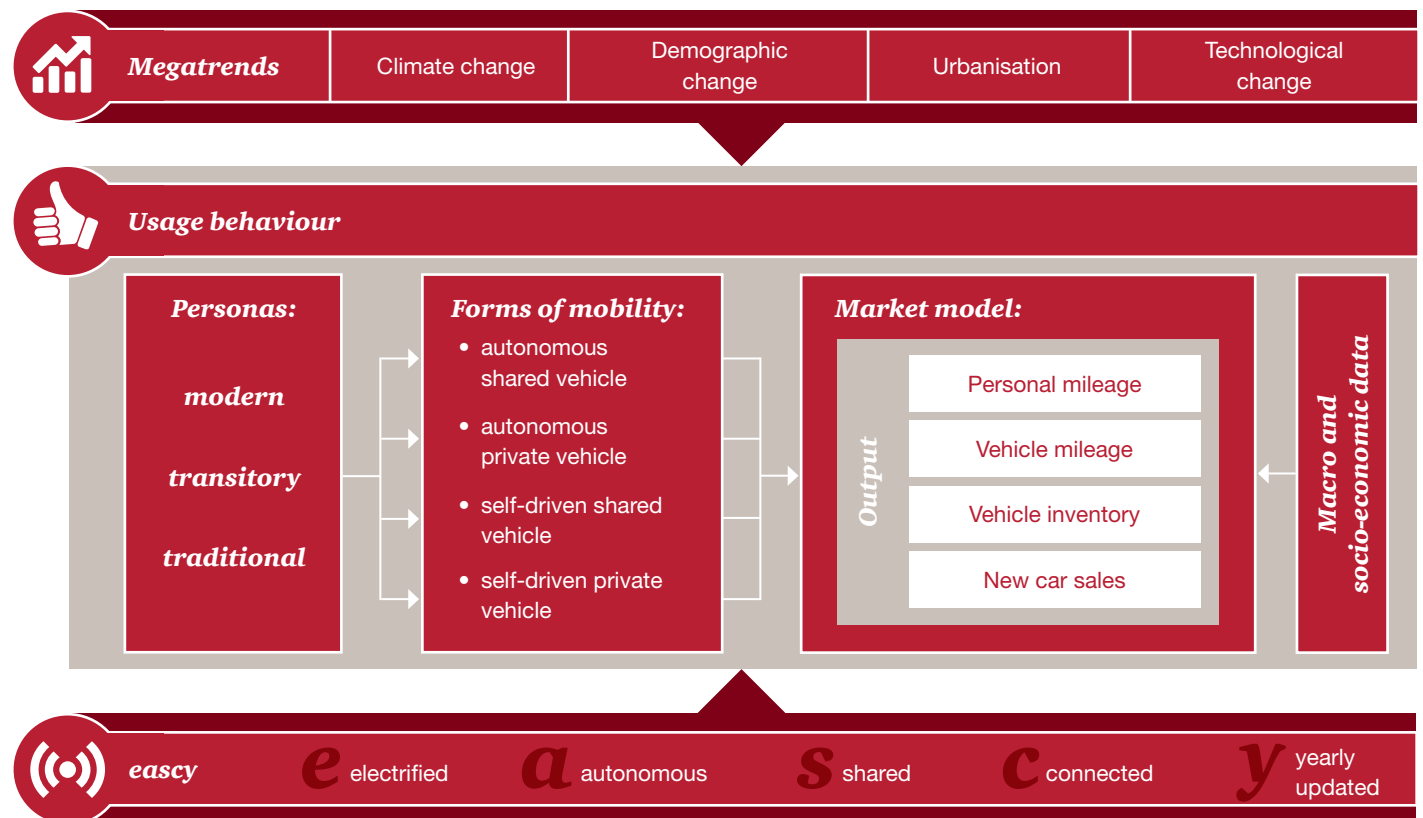 Megatrends
Climate change
Demographic
change
Urbanisation
Technological
change
Usage behaviour
Personas:
modern
transitory
traditional
Forms of mobility:
• autonomous
shared vehicle
• autonomous
private vehicle
• self-driven shared
vehicle
• self-driven private
vehicle
Market model:
Output
Personal mileage
Vehicle mileage
Vehicle inventory
New car sales
Macro and
socio-economic data
eascy
e electrified
a autonomous
s shared
c connected
y yearly
updated